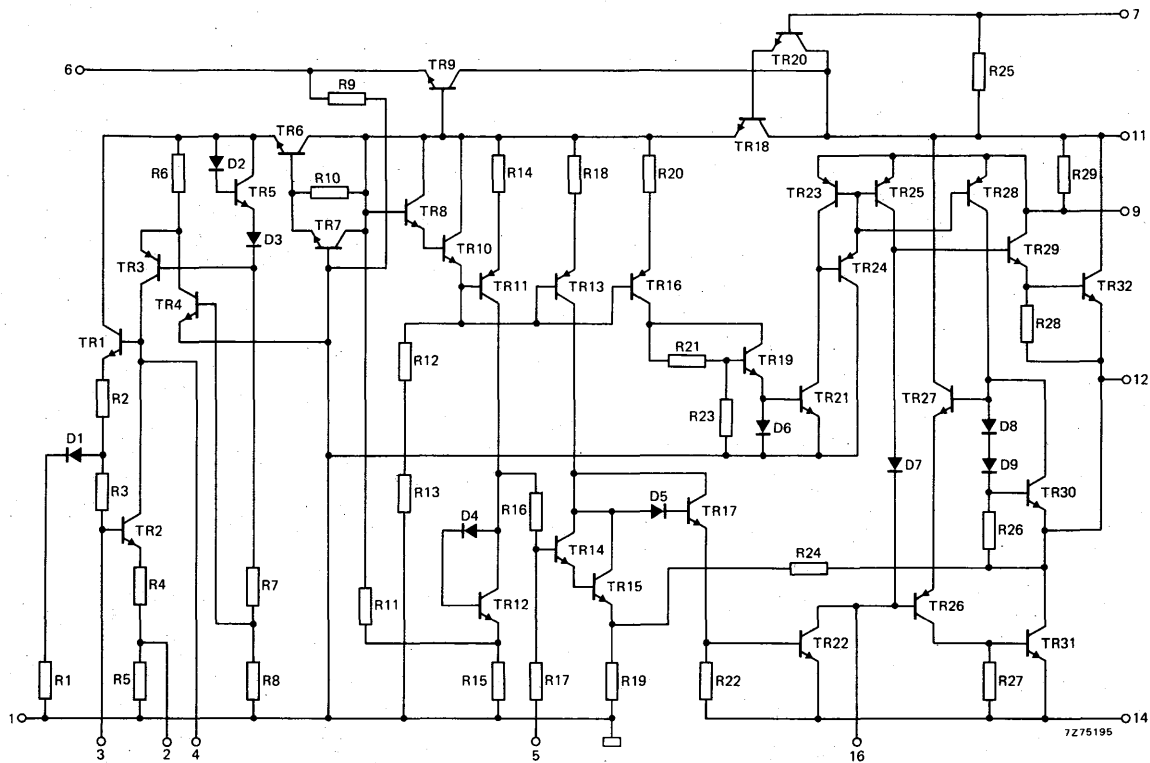 7
TR20
TR9
6
R25
R9
TR6
11
TR18
D2
R6
R14
R18
R20
R29
TR5
R10
TR23
TR25
TR28
TR8
9
TR7
D3
TR10
TR29
TR3
TR24
TR11
TR13
TR16
TR32
TR4
R28
TR1
R12
R21
TR19
12
R2
TR21
TR27
R23
D8
D6
D1
D7
D9
R3
R13
TR30
R16
D5
TR17
D4
R26
TR2
TR14
R24
R4
R7
TR15
R11
TR12
TR26
TR22
TR31
R1
R5
R8
R15
R17
R19
R22
R27
1
14
7Z75195
3
2
4
5
16